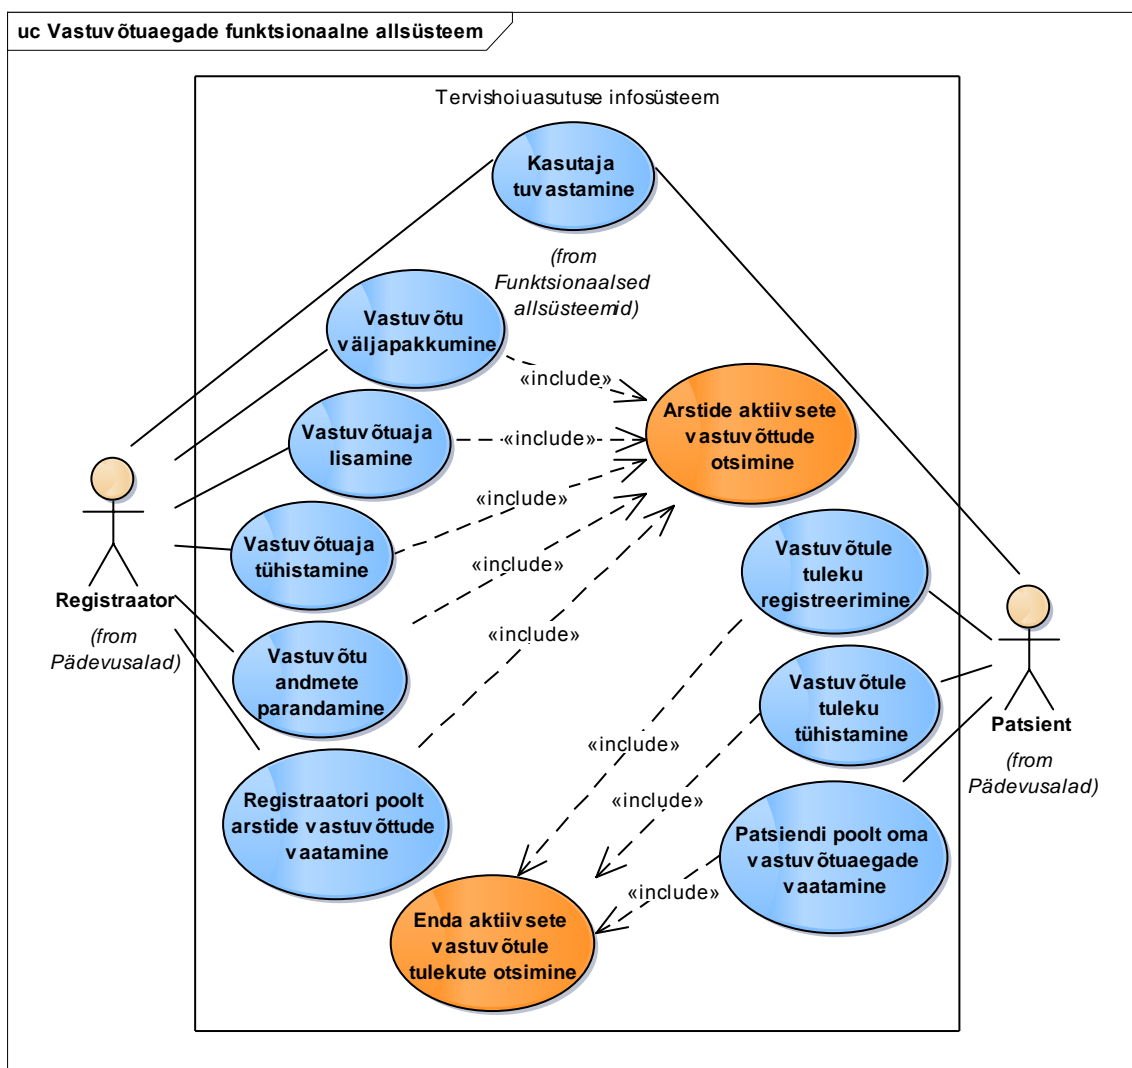 uc Vastuvõtuaegade funktsionaalne allsüsteem
Tervishoiuasutuse infosüsteem
Kasutaja
tuvastamine
(from
Funktsionaalsed
allsüsteemid)
Vastuvõtu
väljapakkumine
«include»
Arstide aktiivsete
vastuvõttude
otsimine
Vastuvõtuaja
lisamine
«include»
Vastuvõtuaja
tühistamine
«include»
Registraator
(from
Pädevusalad)
«include»
Vastuvõtu
andmete
parandamine
«include»
Registraatori poolt
arstide vastuvõttude
vaatamine
Vastuvõtule
tuleku
registreerimine
Vastuvõtule
tuleku
tühistamine
Patsient
(from
Pädevusalad)
«include»
«include»
Patsiendi poolt oma
vastuvõtuaegade
vaatamine
«include»
Enda aktiivsete
vastuvõtule
tulekute otsimine